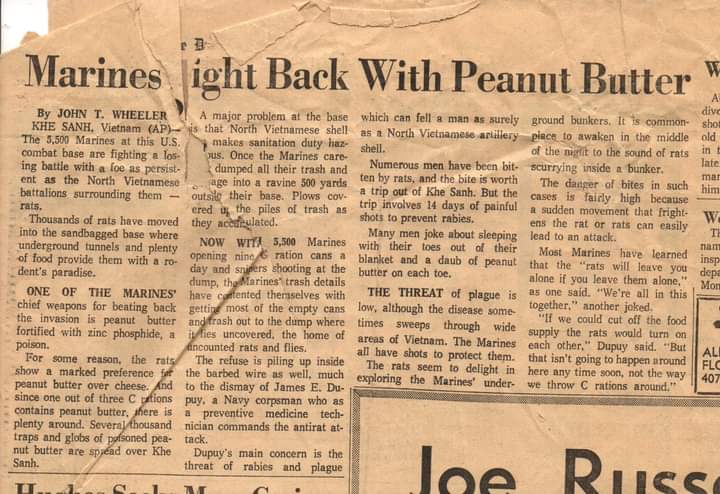 e D
Marines ight Back With Peanut Butter
By JOHN T. WHEELER
KHE SANH, Vietnam (AP)—
The 5,500 Marines at this U.S.
combat base are fighting a los-
ing battle with a foe as persist-
ent as the North Vietnamese
battalions surrounding them —
rats.
Thousands of rats have moved
into the sandbagged base where
underground tunnels and plenty
of food provide them with a ro-
dent's paradise.
ONE OF THE MARINES'
chief weapons for beating back
the invasion is peanut butter
fortified with zinc phosphide, a
poison.
For some reason, the rats
show a marked preference for
peanut butter over cheese. And
since one out of three C rations
contains peanut butter, there is
plenty around. Several thousand
traps and globs of poisoned pea-
nut butter are spread over Khe
Sanh.
A major problem at the base
is that North Vietnamese shell
makes sanitation duty haz-
ous. Once the Marines care-
dumped all their trash and
age into a ravine 500 yards
outside their base. Plows cov-
ered the piles of trash as
they accumulated.
NOW WITH 5,500 Marines
opening nine C ration cans a
day and snipers shooting at the
dump, the Marines' trash details
have contented themselves with
getting most of the empty cans
and trash out to the dump where
it lies uncovered, the home of
uncounted rats and flies.
The refuse is piling up inside
the barbed wire as well, much
to the dismay of James E. Du-
puy, a Navy corpsman who as
a preventive medicine tech-
nician commands the antirat at-
tack.
Dupuy's main concern is the
threat of rabies and plague
which can fell a man as surely
as a North Vietnamese artillery
shell.
Numerous men have been bit-
ten by rats, and the bite is worth
a trip out of Khe Sanh. But the
trip involves 14 days of painful
shots to prevent rabies.
Many men joke about sleeping
with their toes out of their
blanket and a daub of peanut
butter on each toe.
THE THREAT of plague is
low, although the disease some-
times sweeps through wide
areas of Vietnam. The Marines
all have shots to protect them.
The rats seem to delight in
exploring the Marines' under-
ground bunkers. It is common-
place to awaken in the middle
of the night to the sound of rats
scurrying inside a bunker.
The danger of bites in such
cases is fairly high because
a sudden movement that fright-
ens the rat or rats can easily
lead to an attack.
Most Marines have learned
that the "rats will leave you
alone if you leave them alone,"
as one said. "We're all in this
together," another joked.
"If we could cut off the food
supply the rats would turn on
each other," Dupuy said. "But
that isn't going to happen around
here any time soon, not the way
we throw C rations around."
W
A
divo
sho
old
in t
late
mar
him
W
Th
nam
insp
depa
Mon
ALI
FLO
407
Joe Russo